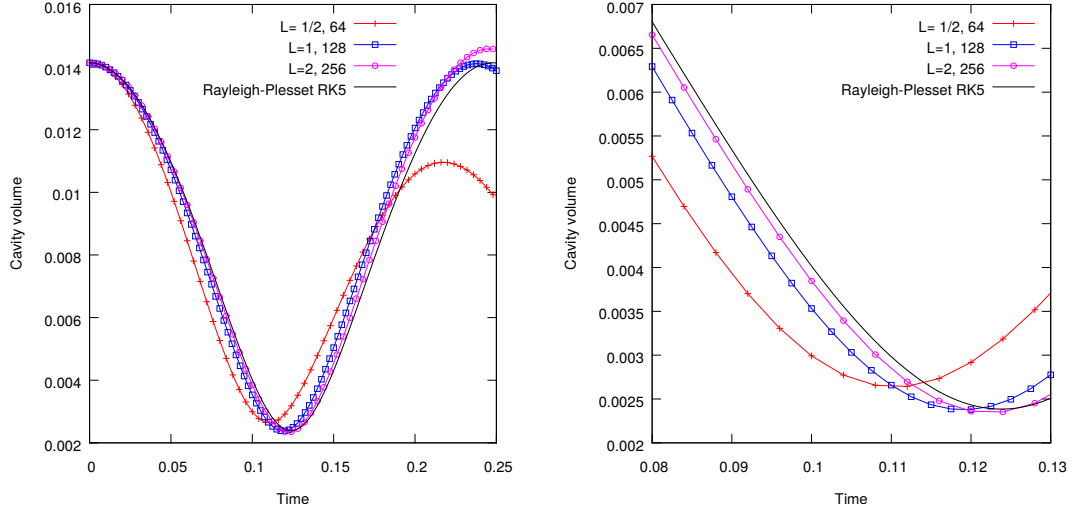 0.016
0.014
0.012
0.01
0.008
0.006
0.004
0.002
Cavity volume
0
0.05
0.1
0.15
0.2
0.25
Time
L= 1/2, 64
L=1, 128
L=2, 256
Rayleigh-Plesset RK5
0.007
0.0065
0.006
0.0055
0.005
0.0045
0.004
0.0035
0.003
0.0025
0.002
Cavity volume
0.08
0.09
0.1
0.11
0.12
0.13
Time
L= 1/2, 64
L=1, 128
L=2, 256
Rayleigh-Plesset RK5